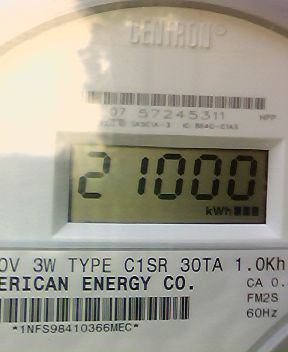 CENTRON®
07 57245311 HPP
21000
kWh
0V 3W TYPE C1SR 30TA 1.0Kh
ERICAN ENERGY CO.
CA 0.
FM2S
60Hz
*1NFS98410366MEC*